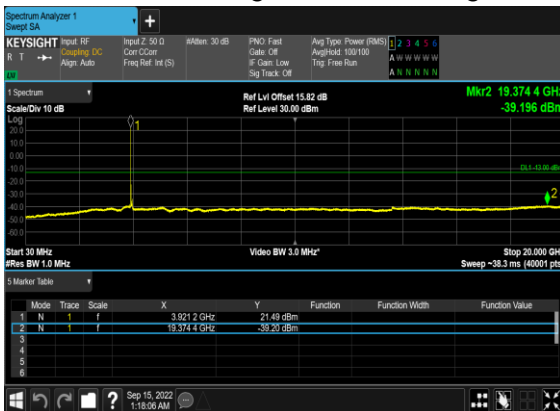 Spectrum Analyzer 1
Swept SA
+
KEYSIGHT Input: RF Input Z: 50 Ω #Atten: 30 dB PNO: Fast Avg Type: Power (RMS) 1 2 3 4 5 6
R T Coupling: DC Corr CCorr Gate: Off Avg|Hold: 100/100 A W W W W W
Align: Auto Freq Ref: Int (S) IF Gain: Low Trig: Free Run
Sig Track: Off A N N N N N
1 Spectrum Ref Lvl Offset 15.82 dB Mkr2 19.374 4 GHz
Scale/Div 10 dB Ref Level 30.00 dBm -39.196 dBm
Log
1
20.0
10.0
0.00
-10.0 DL1 -13.00 dBm
-20.0
-30.0
2
-40.0
-50.0
-60.0
Start 30 MHz Video BW 3.0 MHz* Stop 20.000 GH
#Res BW 1.0 MHz Sweep ~38.3 ms (40001 pts
5 Marker Table
Mode Trace Scale X Y Function Function Width Function Value
1 N 1 f 3.921 2 GHz 21.49 dBm
2 N 1 f 19.374 4 GHz -39.20 dBm
3
4
5
6
? Sep 15, 2022
1:18:06 AM